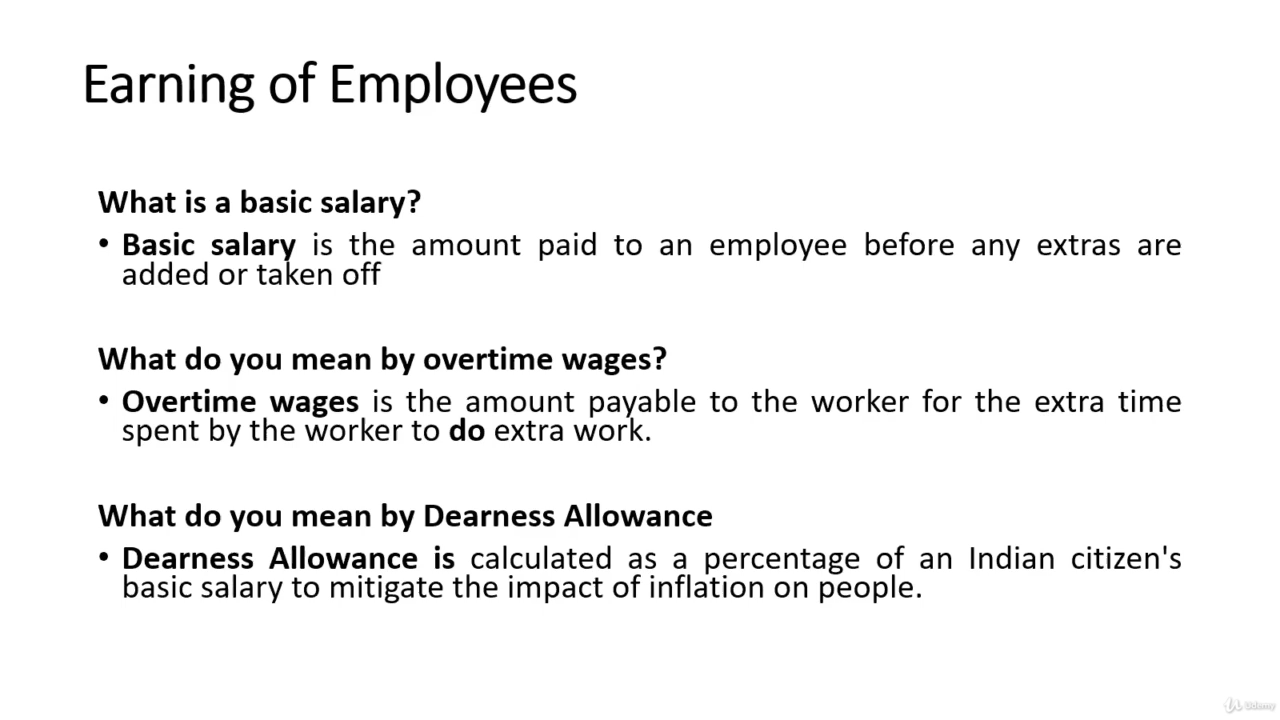 Earning of Employees
What is a basic salary?
• Basic salary is the amount paid to an employee before any extras are
added or taken off
What do you mean by overtime wages?
• Overtime wages is the amount payable to the worker for the extra time
spent by the worker to do extra work.
What do you mean by Dearness Allowance
• Dearness Allowance is calculated as a percentage of an Indian citizen's
basic salary to mitigate the impact of inflation on people.
Udemy